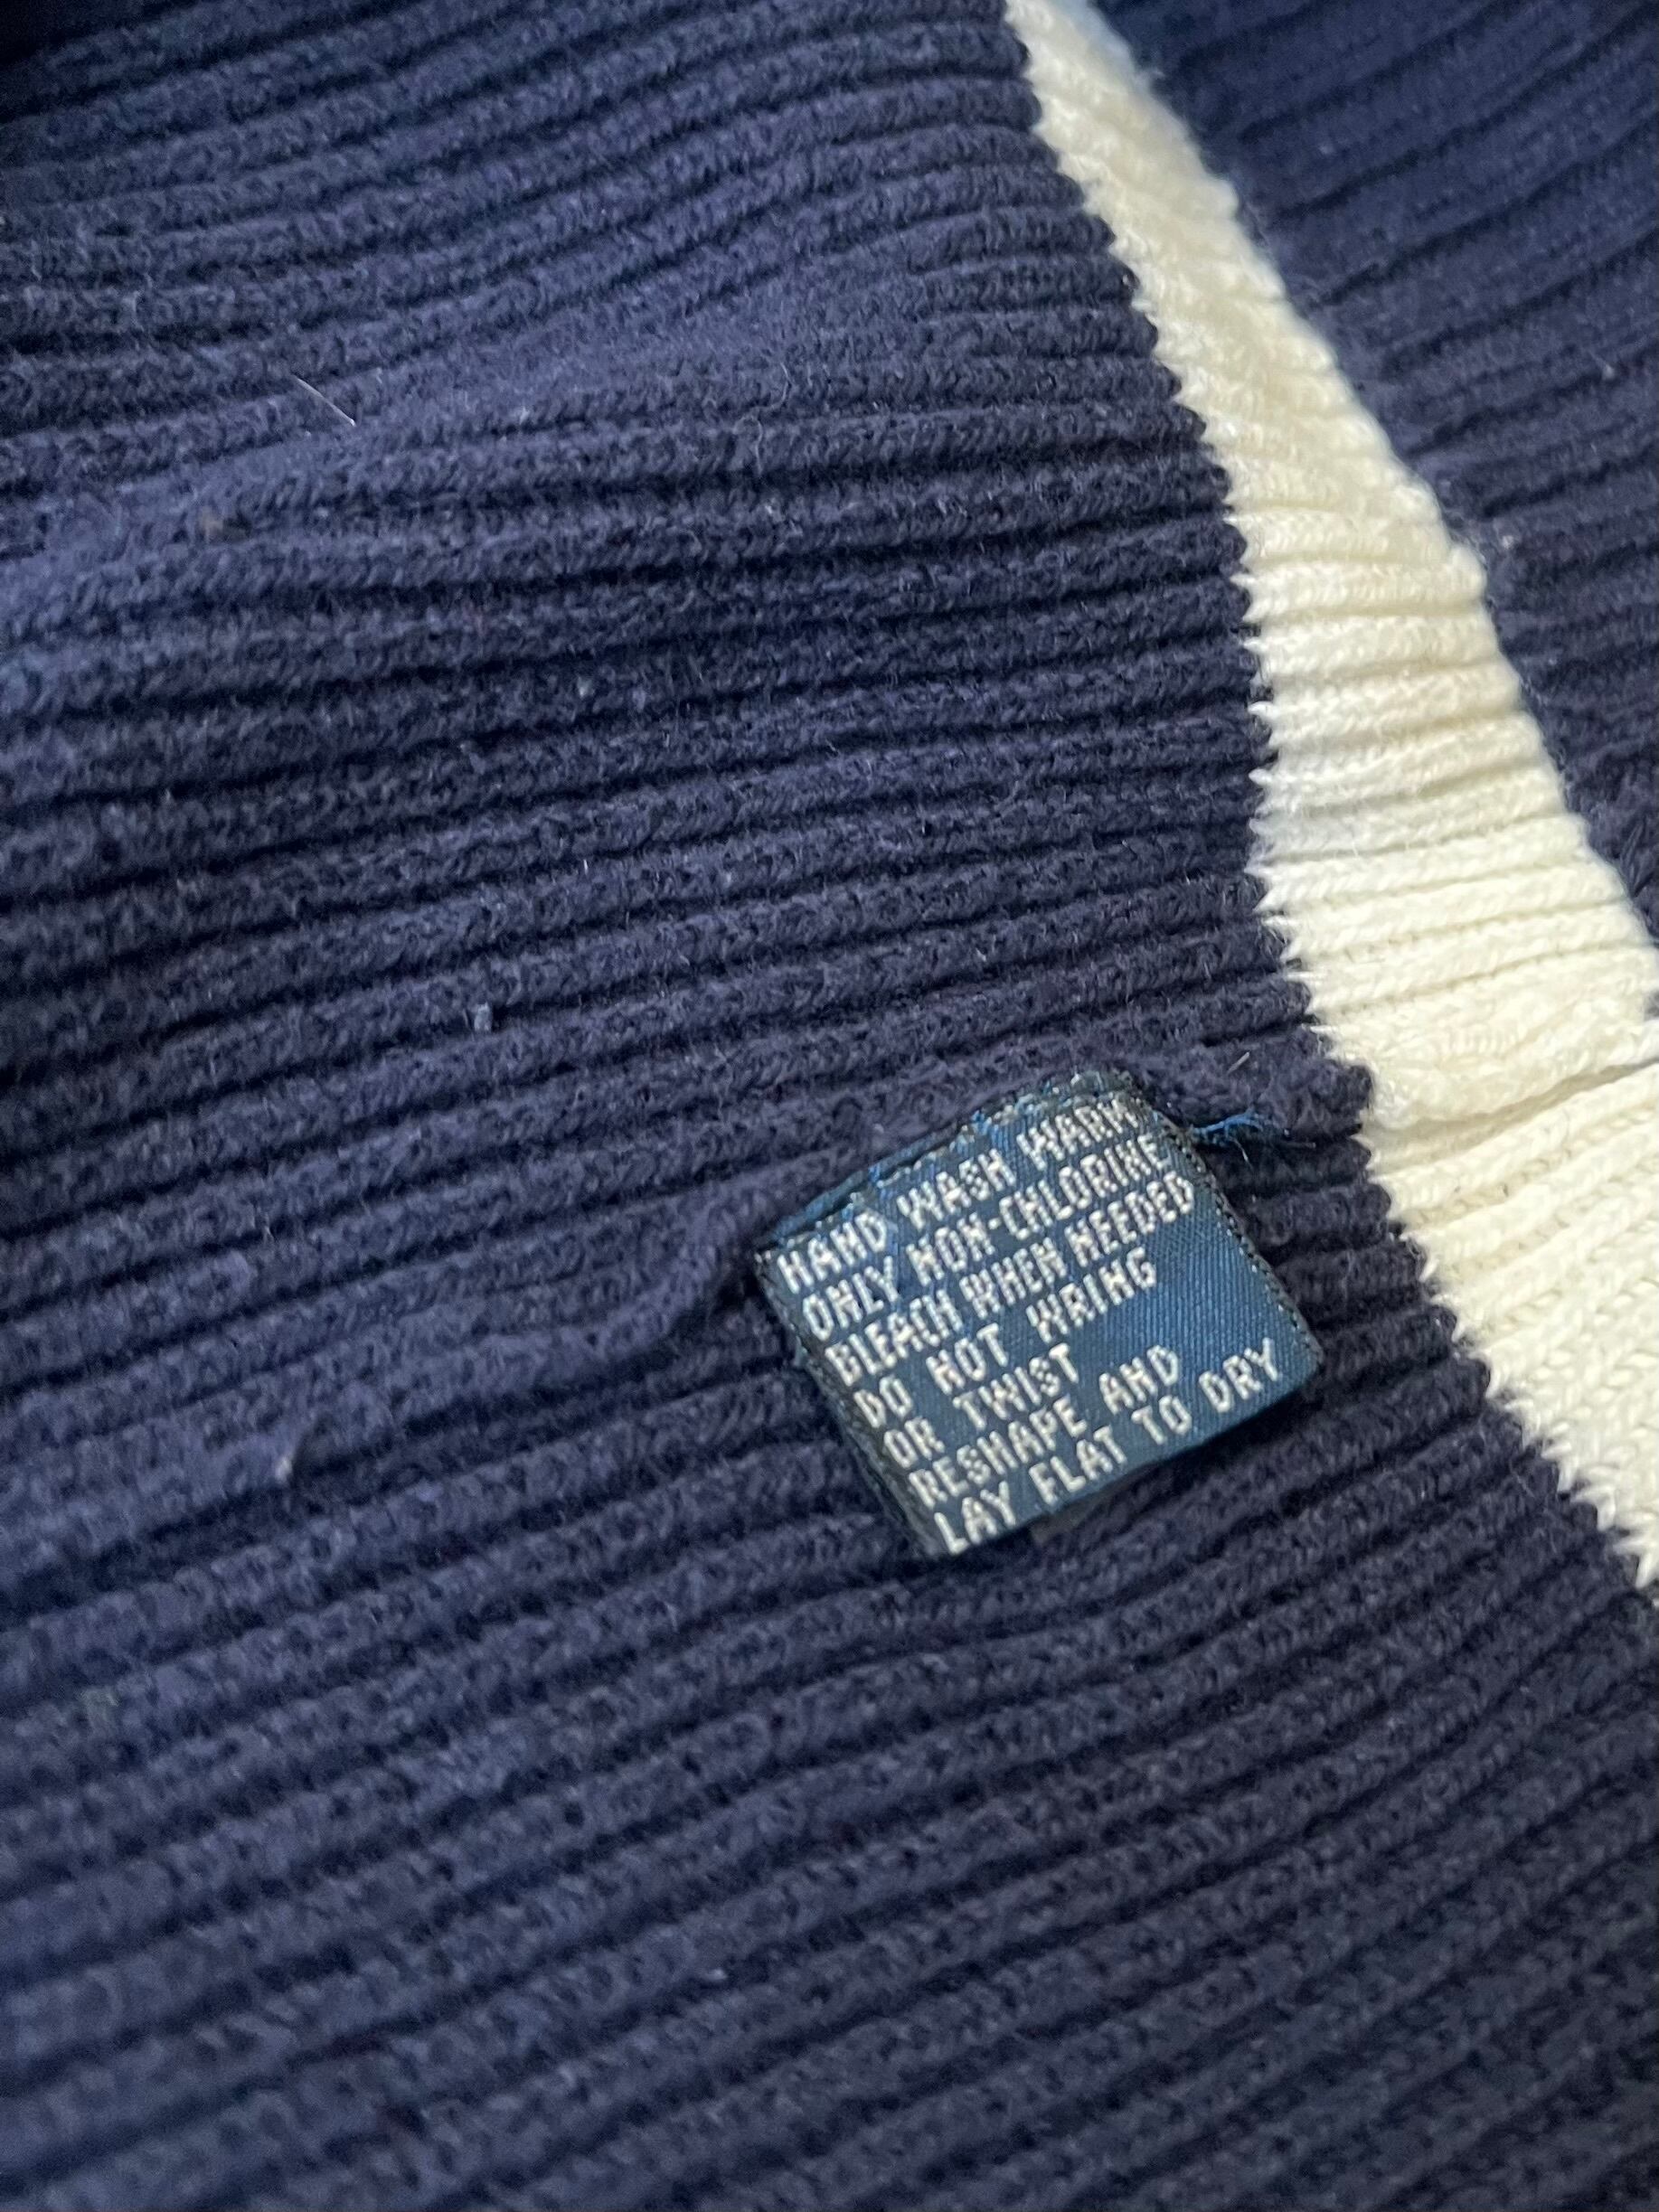 HAND WASH WARM
ONLY NON-CHLORINE
BLEACH WHEN NEEDED
DO NOT WRING
OR TWIST
RESHAPE AND
LAY FLAT TO DRY